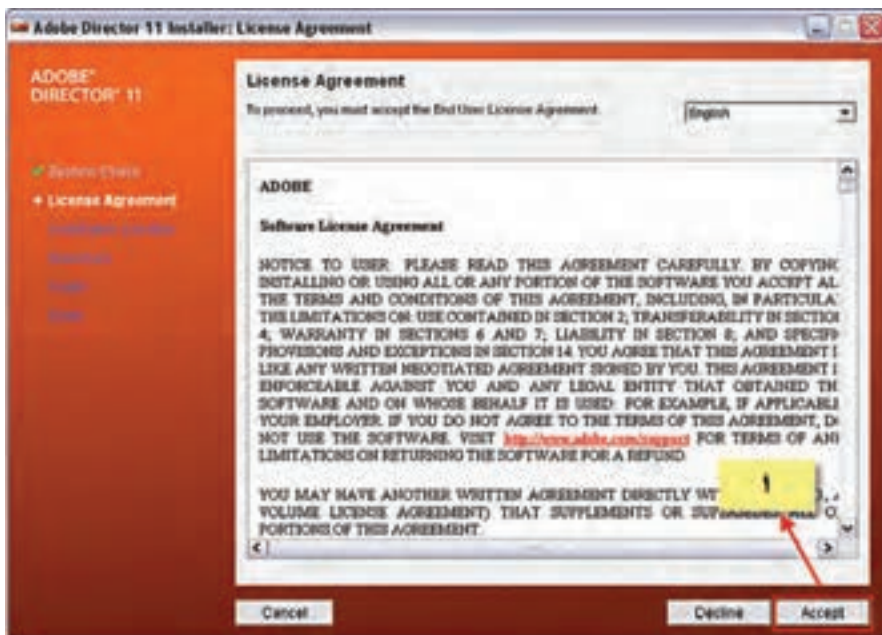 Adobe Director 11 Installer: License Agreement
ADOBE®
DIRECTOR® 11
System Check
License Agreement
License Agreement
To proceed, you must accept the End User License Agreement.
English
ADOBE
Software License Agreement
NOTICE TO USER: PLEASE READ THIS AGREEMENT CAREFULLY. BY COPYING
INSTALLING OR USING ALL OR ANY PORTION OF THE SOFTWARE YOU ACCEPT AL
THE TERMS AND CONDITIONS OF THIS AGREEMENT, INCLUDING, IN PARTICULA
THE LIMITATIONS ON: USE CONTAINED IN SECTION 2; TRANSFERABILITY IN SECTION
4; WARRANTY IN SECTIONS 6 AND 7; LIABILITY IN SECTION 8; AND SPECIFI
PROVISIONS AND EXCEPTIONS IN SECTION 14. YOU AGREE THAT THIS AGREEMENT I
LIKE ANY WRITTEN NEGOTIATED AGREEMENT SIGNED BY YOU. THIS AGREEMENT I
ENFORCEABLE AGAINST YOU AND ANY LEGAL ENTITY THAT OBTAINED TH
SOFTWARE AND ON WHOSE BEHALF IT IS USED: FOR EXAMPLE, IF APPLICABLE
YOUR EMPLOYER. IF YOU DO NOT AGREE TO THE TERMS OF THIS AGREEMENT, D
NOT USE THE SOFTWARE. VISIT http://www.adobe.com/support FOR TERMS OF AN
LIMITATIONS ON RETURNING THE SOFTWARE FOR A REFUND.
YOU MAY HAVE ANOTHER WRITTEN AGREEMENT DIRECTLY
VOLUME LICENSE AGREEMENT) THAT SUPPLEMENTS OR
PORTIONS OF THIS AGREEMENT.
1
Cancel
Decline
Accept